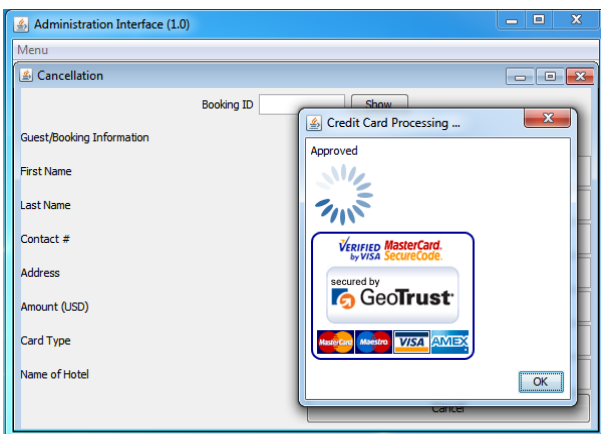 Administration Interface (1.0)
Menu
Cancellation
Booking ID
Show
Guest/Booking Information
First Name
Last Name
Contact #
Address
Amount (USD)
Card Type
Name of Hotel
Cancel
Credit Card Processing ...
Approved
VERIFIED by VISA
MasterCard. SecureCode.
secured by
GeoTrust
MasterCard Maestro VISA AMEX
OK